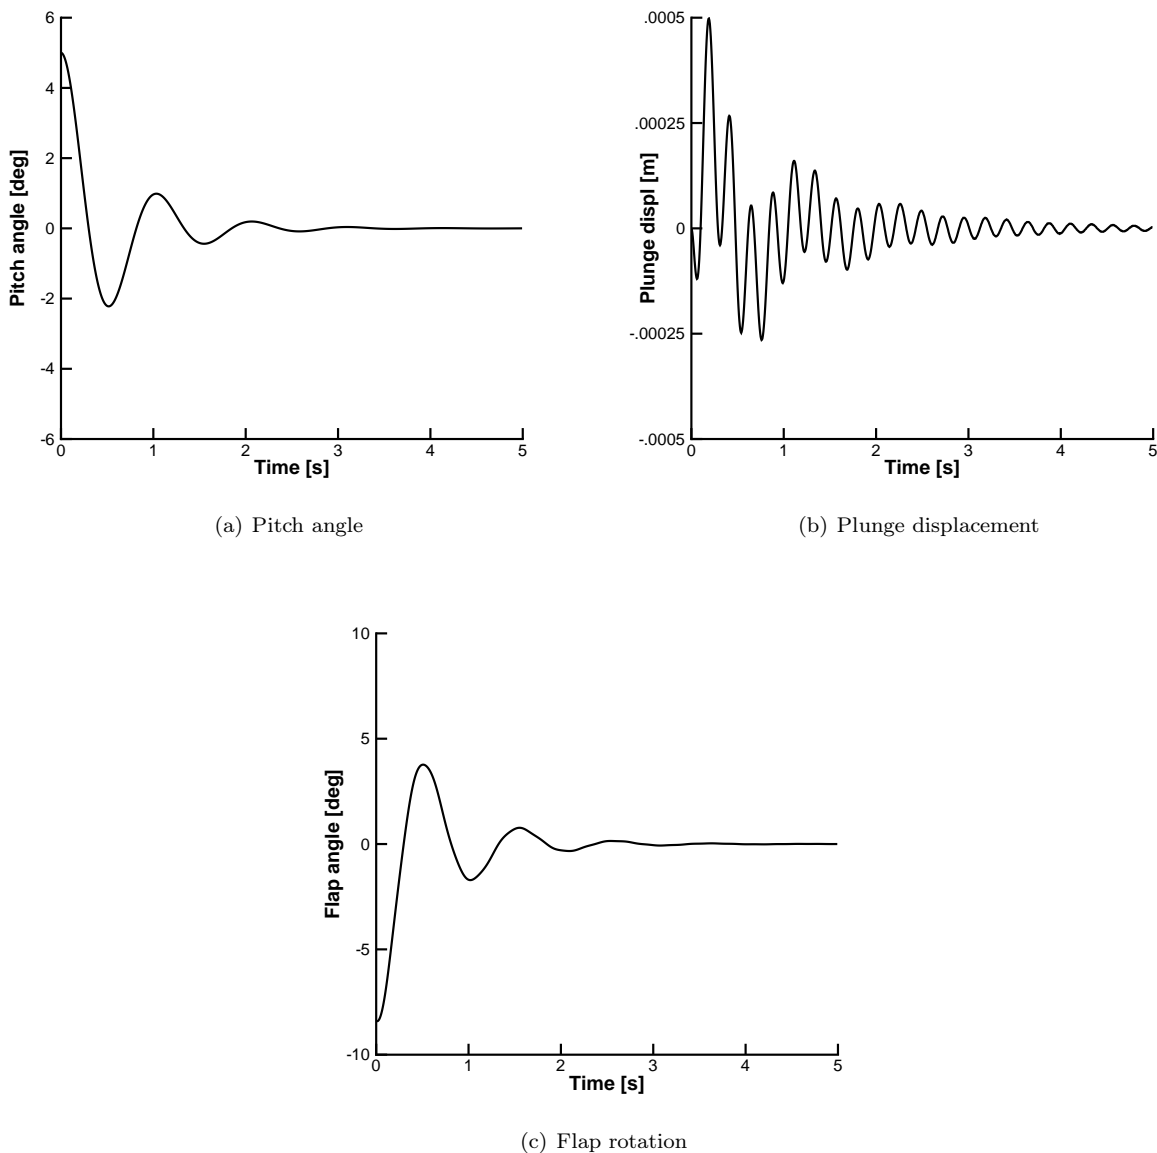 6
4
2
0
-2
-4
-6
Pitch angle [deg]
0 1 2 3 4 5
Time [s]
(a) Pitch angle
.0005
.00025
0
-.00025
-.0005
Plunge displ [m]
0 1 2 3 4 5
Time [s]
(b) Plunge displacement
10
5
0
-5
-10
Flap angle [deg]
0 1 2 3 4 5
Time [s]
(c) Flap rotation